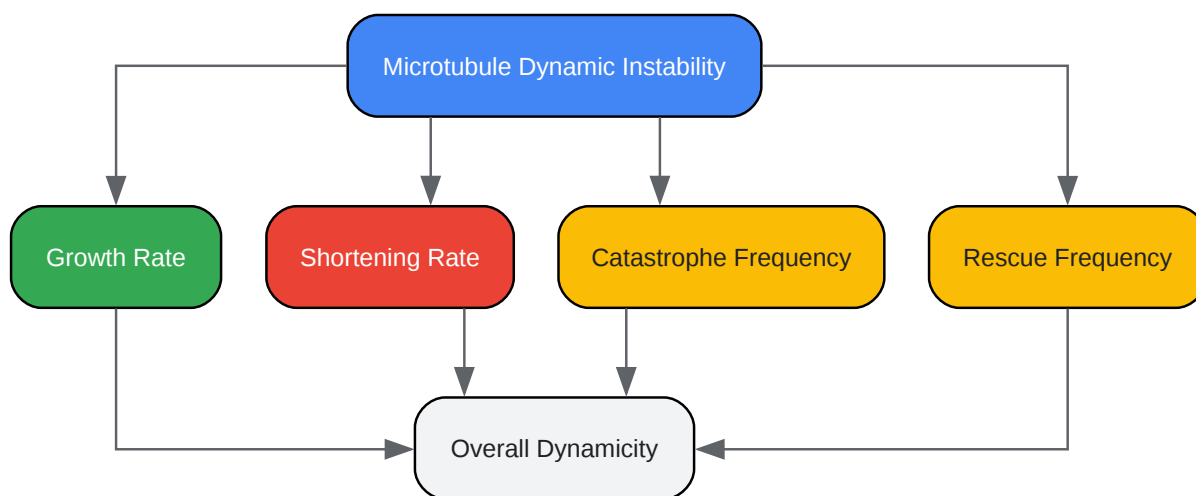 Microtubule Dynamic Instability
Growth Rate
Shortening Rate
Catastrophe Frequency
Rescue Frequency
Overall Dynamicity